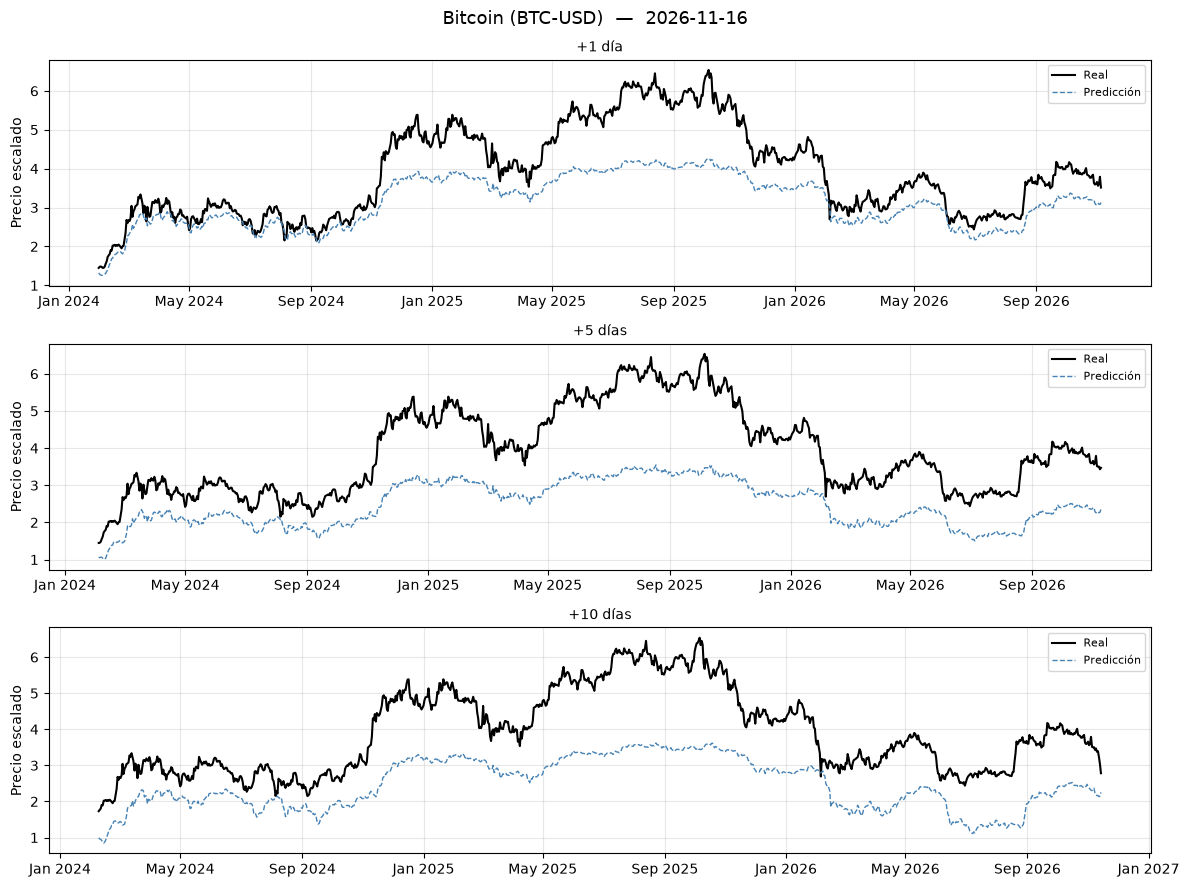 Bitcoin (BTC-USD) — 2026-11-16
+1 día
Precio escalado
6
5
4
3
2
1
Real
Predicción
Jan 2024 May 2024 Sep 2024 Jan 2025 May 2025 Sep 2025 Jan 2026 May 2026 Sep 2026
+5 días
Precio escalado
6
5
4
3
2
1
Real
Predicción
Jan 2024 May 2024 Sep 2024 Jan 2025 May 2025 Sep 2025 Jan 2026 May 2026 Sep 2026
+10 días
Precio escalado
6
5
4
3
2
1
Real
Predicción
Jan 2024 May 2024 Sep 2024 Jan 2025 May 2025 Sep 2025 Jan 2026 May 2026 Sep 2026 Jan 2027